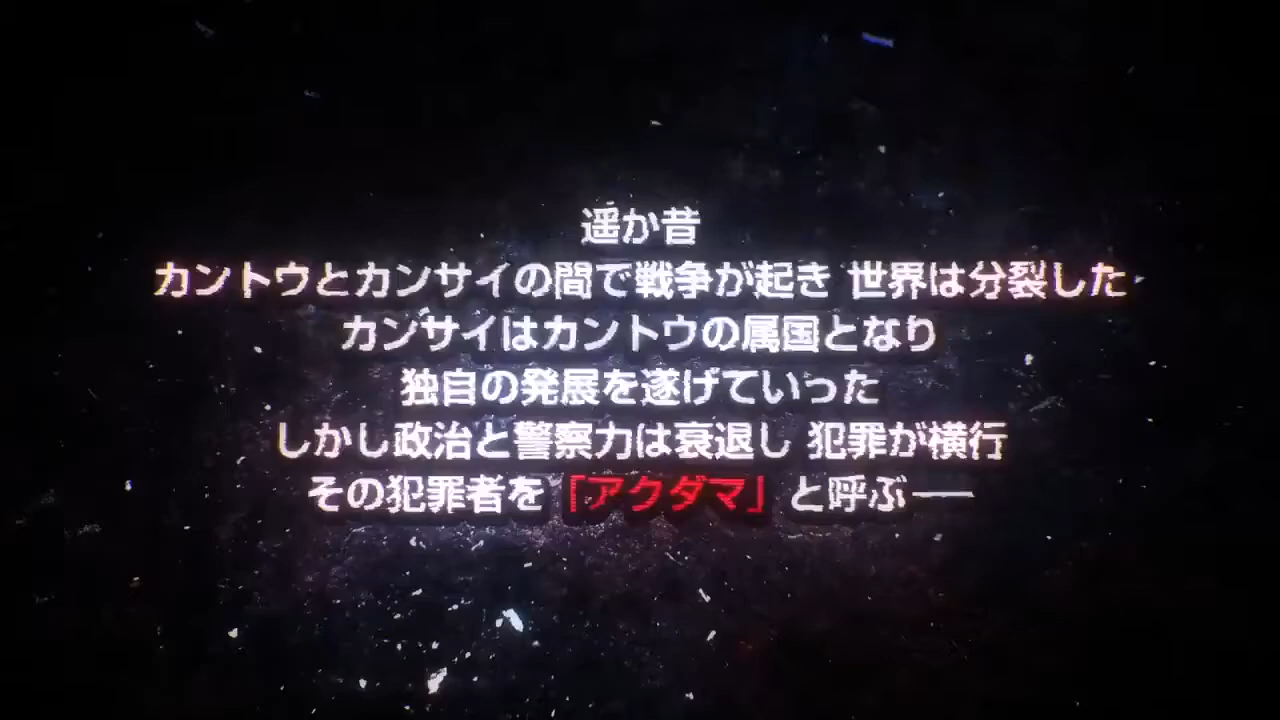 遥か昔
カントウとカンサイの間で戦争が起き 世界は分裂した
カンサイはカントウの属国となり
独自の発展を遂げていった
しかし政治と警察力は衰退し 犯罪が横行
その犯罪者を「アクダマ」と呼ぶ──